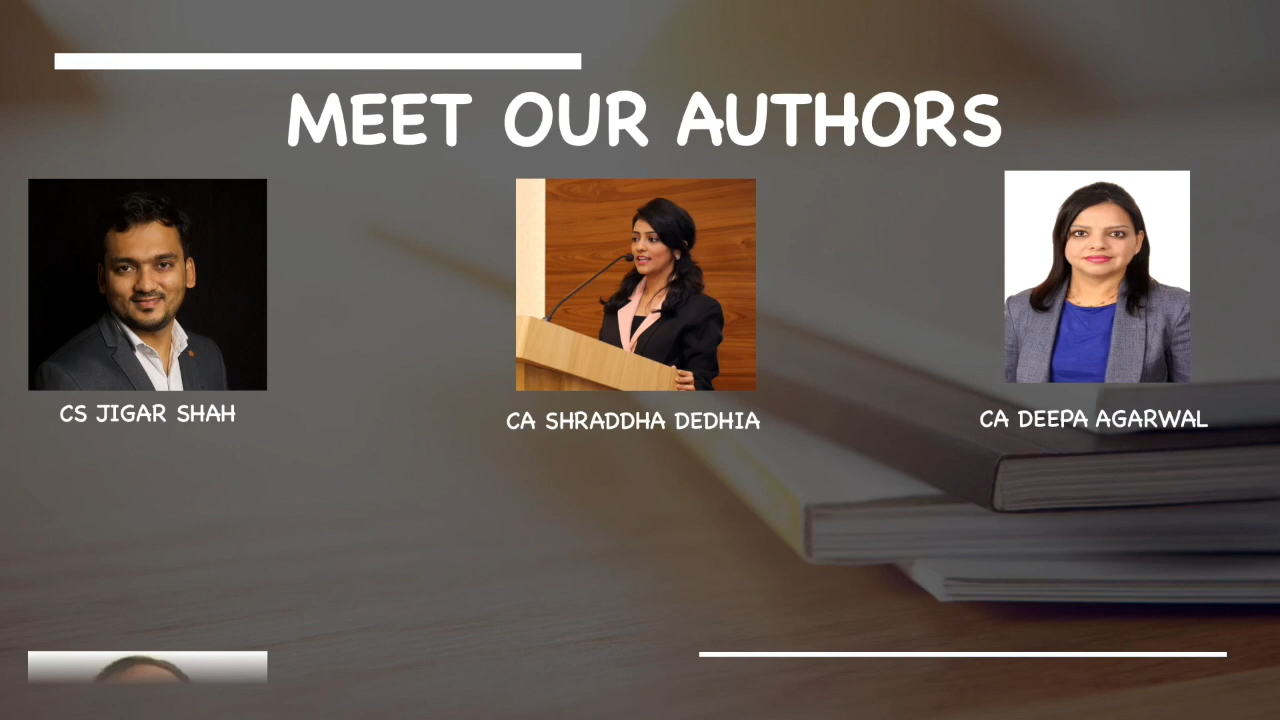 MEET OUR AUTHORS
CS JIGAR SHAH
CA SHRADDHA DEDHIA
CA DEEPA AGARWAL